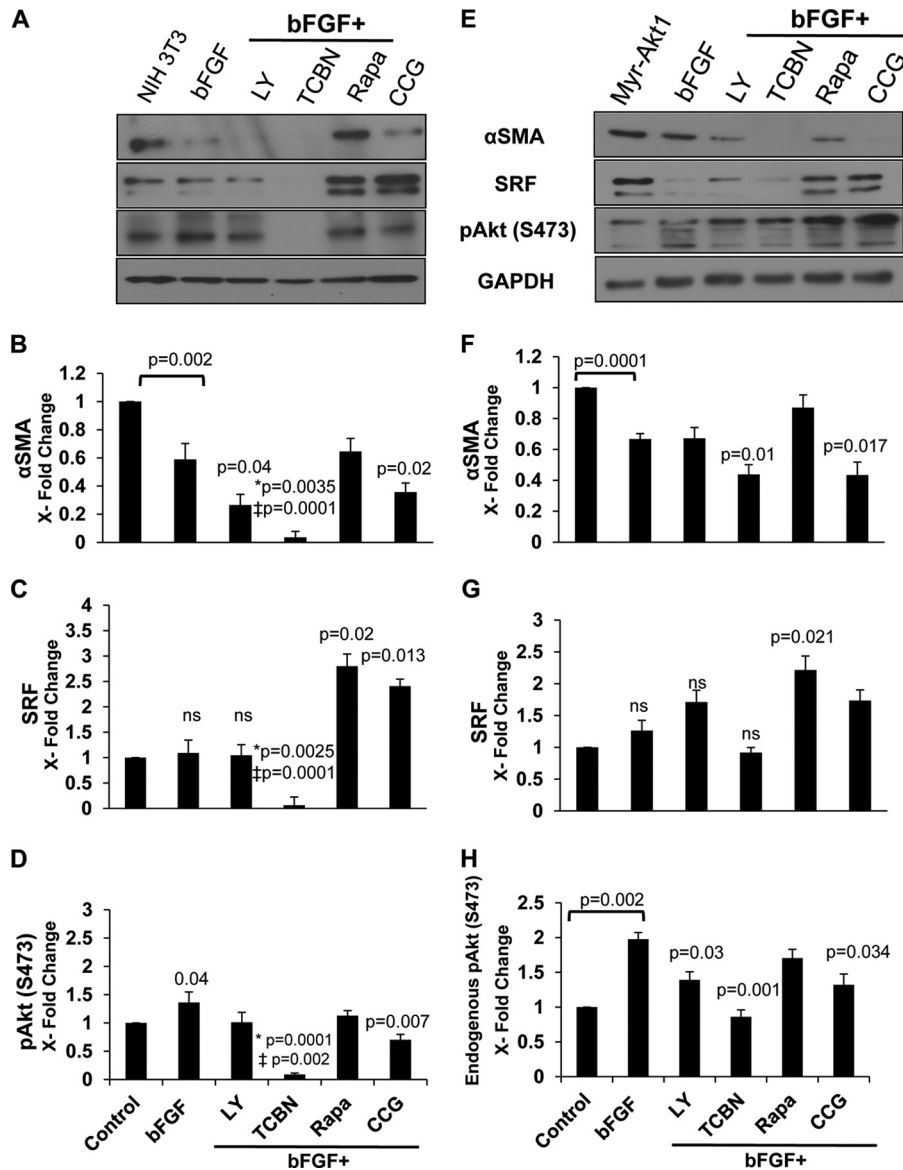 A
bFGF+
NIH 3T3
bFGF
LY
TCBN
Rapa
CCG
E
bFGF+
Myr-Akt1
bFGF
LY
TCBN
Rapa
CCG
αSMA
SRF
pAkt (S473)
GAPDH
B
αSMA
X- Fold Change
1.2
1
0.8
0.6
0.4
0.2
0
p=0.002
p=0.04
*p=0.0035
‡p=0.0001
p=0.02
F
αSMA
X- Fold Change
1.2
1
0.8
0.6
0.4
0.2
0
p=0.0001
p=0.01
p=0.017
C
SRF
X- Fold Change
4
3.5
3
2.5
2
1.5
1
0.5
0
ns
ns
*p=0.0025
‡p=0.0001
p=0.02
p=0.013
G
SRF
X- Fold Change
3
2.5
2
1.5
1
0.5
0
ns
ns
ns
p=0.021
D
pAkt (S473)
X- Fold Change
3
2.5
2
1.5
1
0.5
0
0.04
* p=0.0001
‡ p=0.002
p=0.007
Control
bFGF
LY
TCBN
Rapa
CCG
bFGF+
H
Endogenous pAkt (S473)
X- Fold Change
2.5
2
1.5
1
0.5
0
p=0.002
p=0.03
p=0.001
p=0.034
Control
bFGF
LY
TCBN
Rapa
CCG
bFGF+